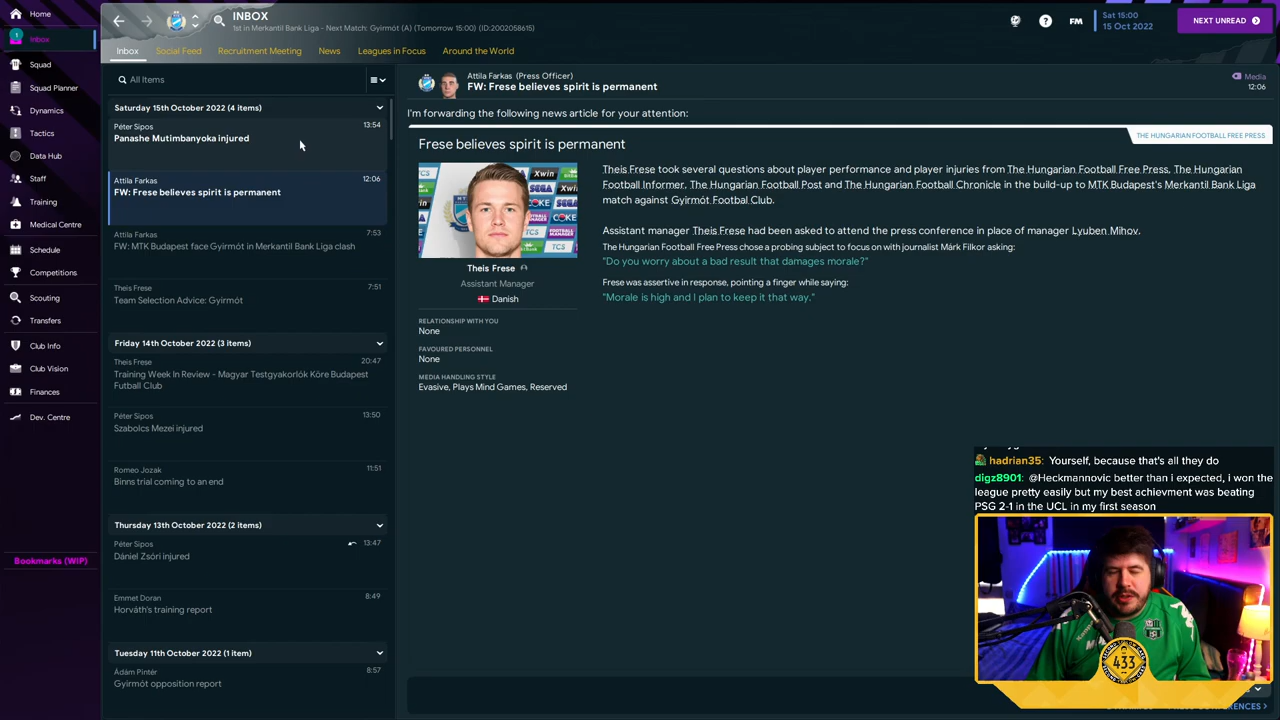 Home
1
Inbox
Squad
Squad Planner
Dynamics
Tactics
Data Hub
Staff
Training
Medical Centre
Schedule
Competitions
Scouting
Transfers
Club Info
Club Vision
Finances
Dev. Centre
Bookmarks (WIP)
INBOX
1st in Merkantil Bank Liga - Next Match: Gyirmót (A) (Tomorrow 15:00) (ID:2002058615)
FM
Sat 15:00
15 Oct 2022
NEXT UNREAD
Inbox
Social Feed
Recruitment Meeting
News
Leagues in Focus
Around the World
All Items
Saturday 15th October 2022 (4 items)
Péter Sipos 13:54
Panashe Mutimbanyoka injured
Attila Farkas 12:06
FW: Frese believes spirit is permanent
Attila Farkas 7:53
FW: MTK Budapest face Gyirmót in Merkantil Bank Liga clash
Theis Frese 7:51
Team Selection Advice: Gyirmót
Friday 14th October 2022 (3 items)
Theis Frese 20:47
Training Week In Review - Magyar Testgyakorlók Köre Budapest
Futball Club
Péter Sipos 13:50
Szabolcs Mezei injured
Romeo Jozak 11:51
Binns trial coming to an end
Thursday 13th October 2022 (2 items)
Péter Sipos 13:47
Dániel Zsóri injured
Emmet Doran 8:49
Horváth's training report
Tuesday 11th October 2022 (1 item)
Ádám Pintér 8:57
Gyirmót opposition report
Attila Farkas (Press Officer)
FW: Frese believes spirit is permanent
Media
12:06
I'm forwarding the following news article for your attention:
THE HUNGARIAN FOOTBALL FREE PRESS
Frese believes spirit is permanent
TCS
Xwin
SEGA
COKE
TCS
Theis Frese
Assistant Manager
Danish
RELATIONSHIP WITH YOU
None
FAVOURED PERSONNEL
None
MEDIA HANDLING STYLE
Evasive, Plays Mind Games, Reserved
Theis Frese took several questions about player performance and player injuries from The Hungarian Football Free Press, The Hungarian
Football Informer, The Hungarian Football Post and The Hungarian Football Chronicle in the build-up to MTK Budapest's Merkantil Bank Liga
match against Gyirmót Football Club.
Assistant manager Theis Frese had been asked to attend the press conference in place of manager Lyuben Mihov.
The Hungarian Football Free Press chose a probing subject to focus on with journalist Márk Filkor asking:
"Do you worry about a bad result that damages morale?"
Frese was assertive in response, pointing a finger while saying:
"Morale is high and I plan to keep it that way."
hadrian35: Yourself, because that's all they do
digz8901: @Heckmannovic better than i expected, i won the
league pretty easily but my best achievment was beating
PSG 2-1 in the UCL in my first season
433